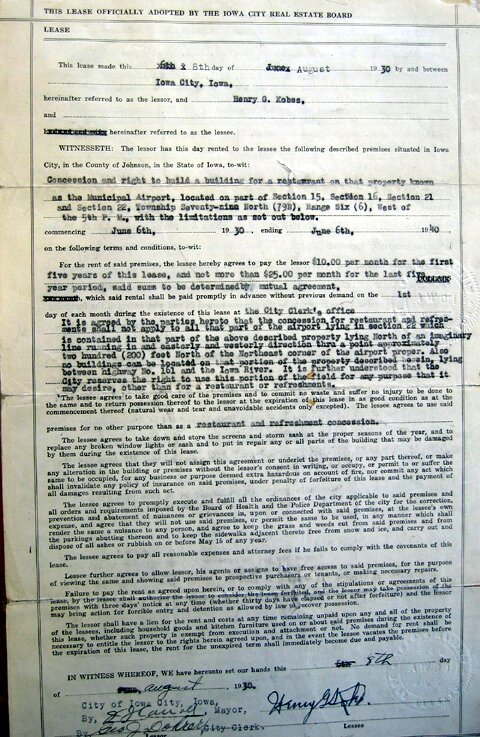 THIS LEASE OFFICIALLY ADOPTED BY THE IOWA CITY REAL ESTATE BOARD
LEASE
This lease made this 8th day of August 1930 by and between
Iowa City, Iowa,
hereinafter referred to as the lessor, and Henry G. Kobes,
and
hereinafter referred to as the lessee.
WITNESSETH: The lessor has this day rented to the lessee the following described premises situated in Iowa
City, in the County of Johnson, in the State of Iowa, to-wit:
Concession and right to build a building for a restaurant on that property known
as the Municipal Airport, located on part of Section 15, Section 16, Section 21
and Section 22, Township Seventy-nine North (79N), Range Six (6), West of
the 5th P. M., with the limitations as set out below.
commencing June 6th, 1930, and ending June 6th, 1940
on the following terms and conditions, to-wit:
For the rent of said premises, the lessee hereby agrees to pay the lessor $10.00 per month for the first
five years of this lease, and not more than $25.00 per month for the last five
year period, said sums to be determined by mutual agreement,
which said rental shall be paid promptly in advance without previous demand on the 1st
day of each month during the existence of this lease at the City Clerk's office
It is agreed by the parties hereto that the concession for restaurant and refresh-
ments shall apply to all that part of the airport lying in section 22 which
is contained in that part of the described property lying North of an imaginary
line running in and easterly and westerly direction thru a point approximately
two hundred (200) feet North of the Northeast corner of the airport proper. Also
no buildings can be located on that portion of the property described herein, lying
between highway No. 161 and the Iowa River. It is further understood that the
City reserves the right to use this portion of the field for any purpose that it
may desire, other than for a restaurant or refreshments.
The lessee agrees to take good care of the premises and to commit no waste and suffer no injury to be done to
the same and to return possession thereof to the lessor at the expiration of this lease in as good condition as at the
commencement thereof (natural wear and tear and unavoidable accidents only excepted). The lessee agrees to use said
premises for no other purpose than as a restaurant and refreshment concession.
The lessee agrees to take down and store the screens and storm sash at the proper seasons of the year, and to
replace any broken window lights or sash and to put in repair any or all parts of the building that may be damaged
by them during the existence of this lease.
The lessee agrees that they will not assign this agreement or underlet the premises, or any part thereof, or make
any alteration in the building or premises without the lessor's consent in writing, or occupy, or permit to or suffer the
same to be occupied, for any business or purpose deemed extra hazardous on account of fire, nor commit any act which
shall invalidate any policy of insurance on said premises, under penalty of forfeiture of this lease and the payment of
all damages resulting from such act.
The lessee agrees to promptly execute and fulfill all the ordinances of the city applicable to said premises and
all orders and requirements imposed by the Board of Health and the Police Department of the city for the correction,
prevention and abatement of nuisances or grievances in, upon or connected with said premises, at the lessee's own
expense, and agree that they will not use said premises, or permit the same to be used, in any manner which shall
render the same a nuisance to any person, and agree to keep the grass and weeds cut from said premises and from
the parkings abutting thereon and to keep the sidewalks adjacent thereto free from snow and ice, and carry out and
dispose of all ashes or rubbish on or before May 15 of any year.
The lessee agrees to pay all reasonable expenses and attorney fees if he fails to comply with the covenants of this
lease.
Lessee further agrees to allow lessor, his agent or assigns to have free access to said premises, for the purpose
of viewing the same and showing said premises to prospective purchasers or tenants, or making necessary repairs.
Failure to pay the rent as agreed upon herein, or to comply with any of the stipulations or agreements of this
lease, by the lessee shall authorize the lessor to consider the lease forfeited, and the lessor may take possession of the
premises with three days' notice at any time (whether thirty days have elapsed or not after forfeiture) and the lessor
may bring action for forcible entry and detention as allowed by law to recover possession.
The lessor shall have a lien for the rent and costs at any time remaining unpaid upon any and all of the property
of the lessees, including household goods and kitchen furniture used on or about said premises during the existence of
this lease, whether such property is exempt from execution and attachment or not. No demand for rent shall be
necessary to entitle the lessor to the rights herein agreed upon, and in the event the lessee vacates the premises before
the expiration of this lease, the rent for the unexpired term shall immediately become due and payable.
IN WITNESS WHEREOF, we have hereunto set our hands this 8th day
of August 1930.
City of Iowa City, Iowa,
By, Mayor,
By, City Clerk.
Lessor
Henry G. Kobes
Lessee